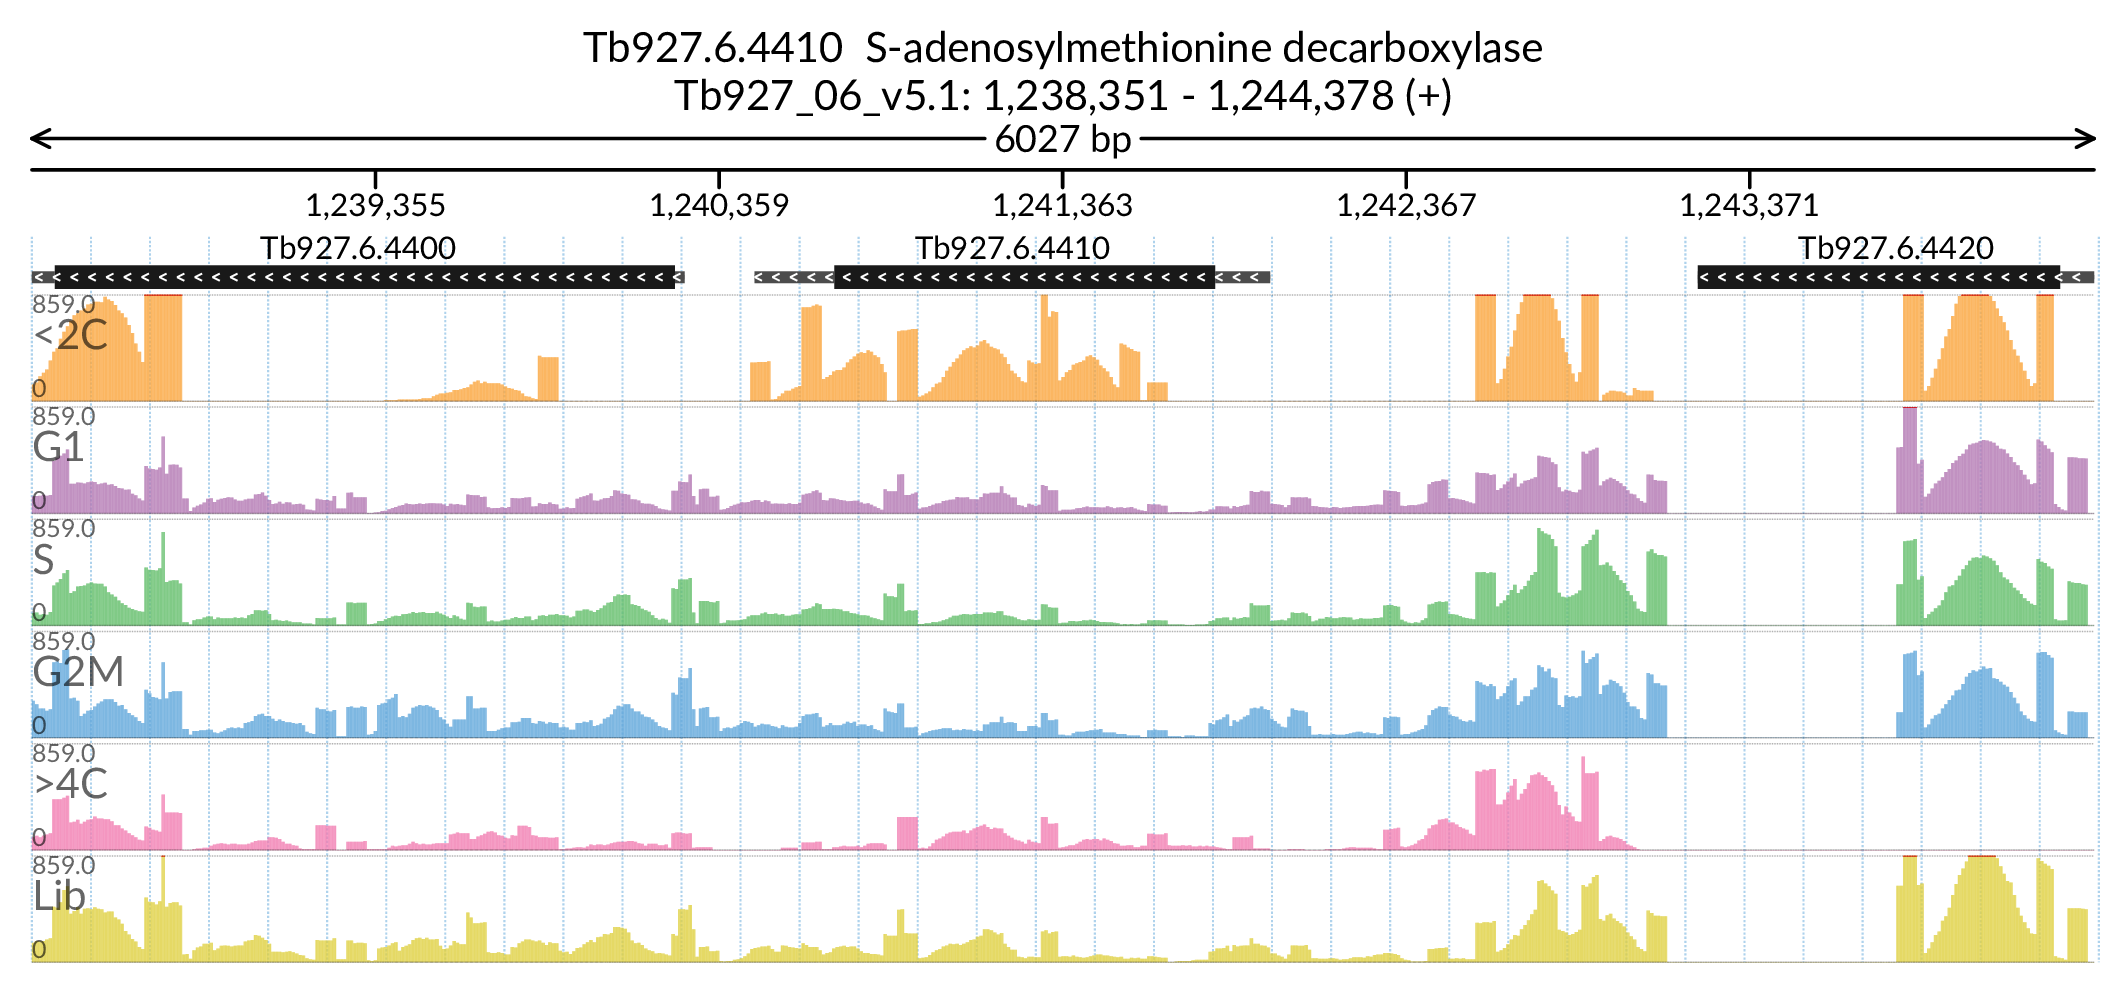 Tb927.6.4410 S-adenosylmethionine decarboxylase
Tb927_06_v5.1: 1,238,351 - 1,244,378 (+)
6027 bp
1,239,355 1,240,359 1,241,363 1,242,367 1,243,371
Tb927.6.4400 Tb927.6.4410 Tb927.6.4420
859.0
<2C
0
859.0
G1
0
859.0
S
0
859.0
G2M
0
859.0
>4C
0
859.0
Lib
0